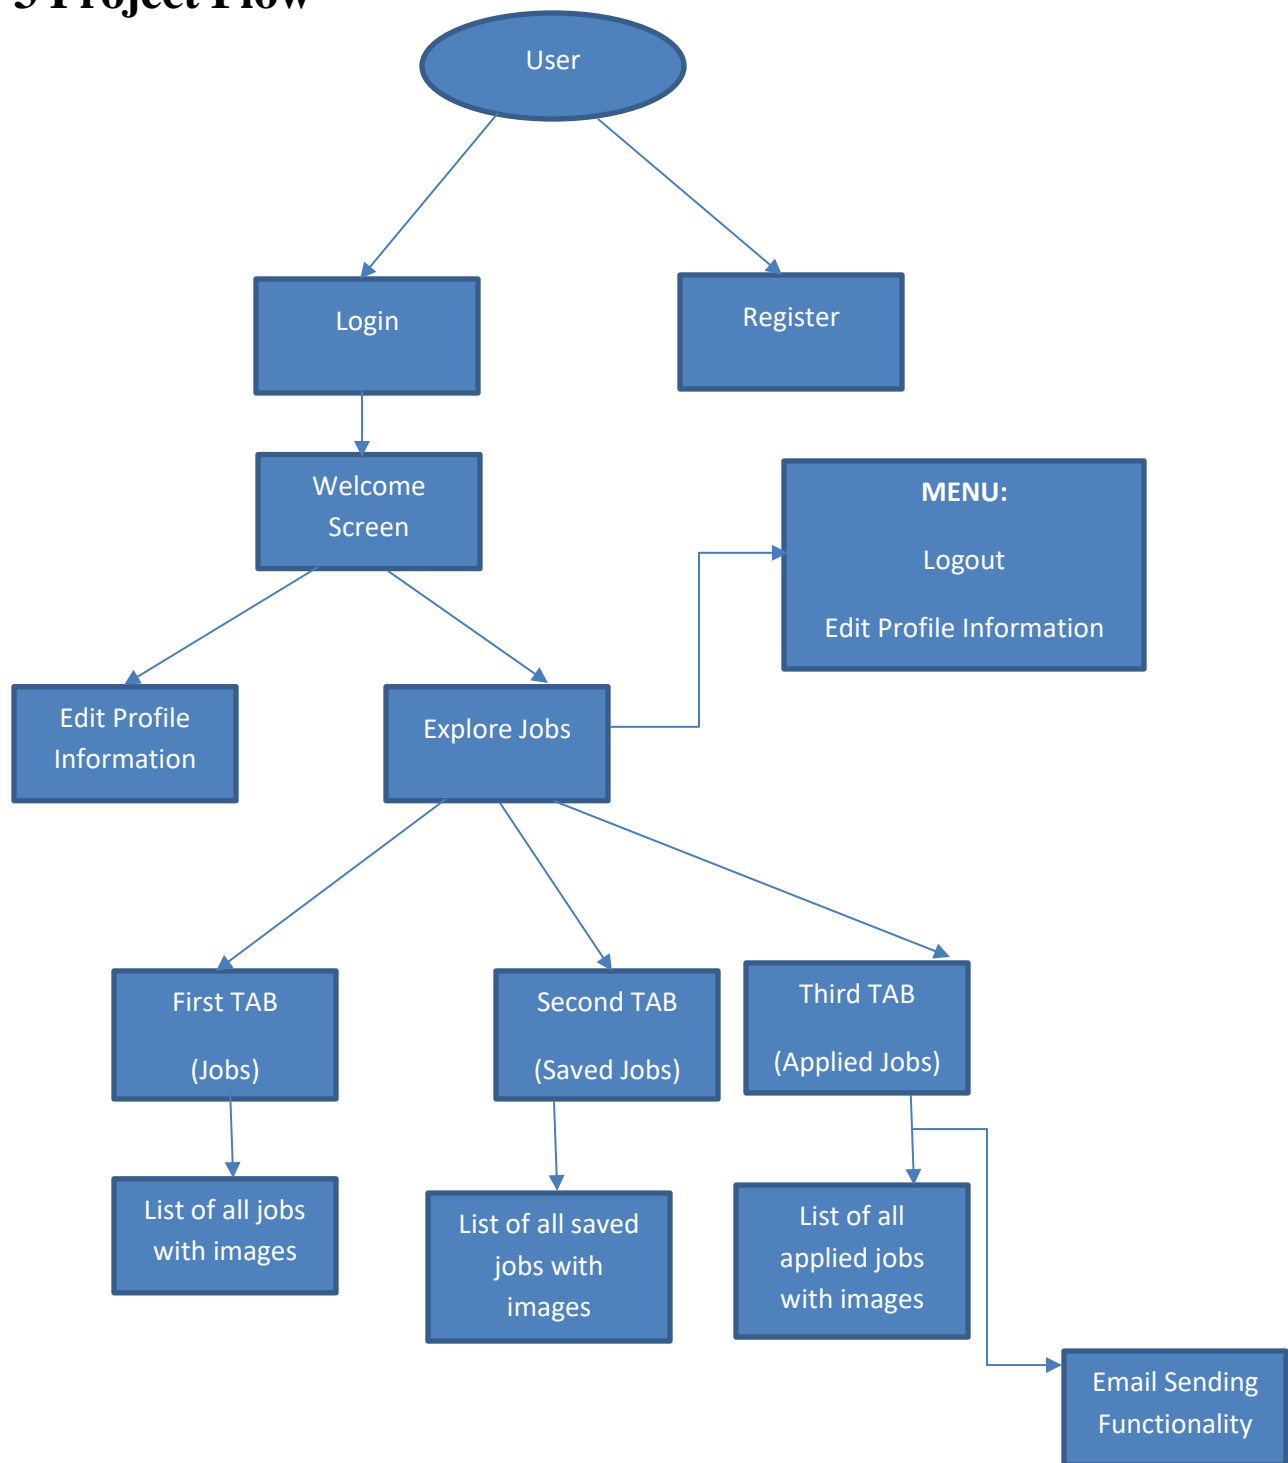 Project Flow
User
Login
Register
Welcome
Screen
MENU:
Logout
Edit Profile Information
Edit Profile
Information
Explore Jobs
First TAB
(Jobs)
Second TAB
(Saved Jobs)
Third TAB
(Applied Jobs)
List of all jobs
with images
List of all saved
jobs with
images
List of all
applied jobs
with images
Email Sending
Functionality